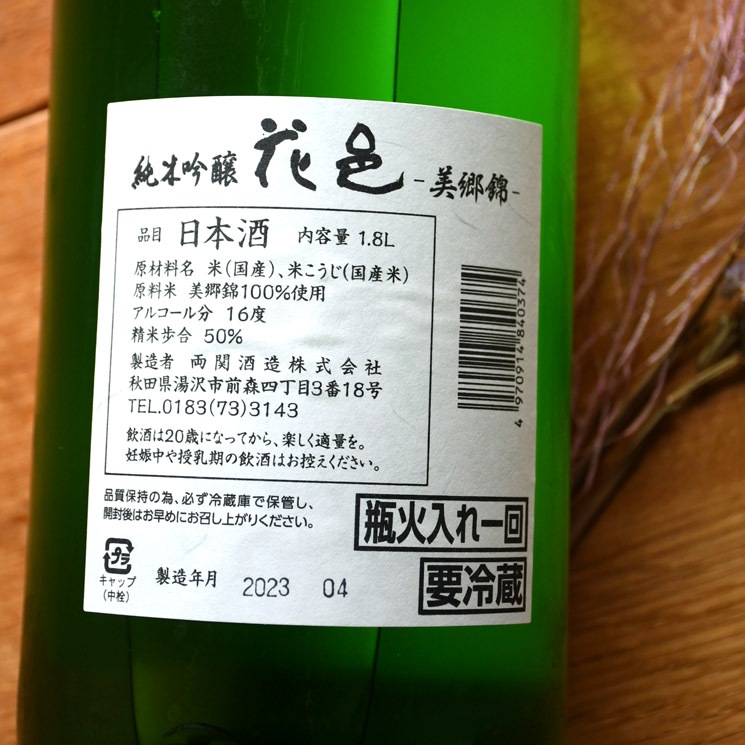 純米吟醸 花邑 -美郷錦-
品目 日本酒 内容量 1.8L
原材料名 米(国産)、米こうじ(国産米)
原料米 美郷錦100%使用
アルコール分 16度
精米歩合 50%
製造者 両関酒造株式会社
秋田県湯沢市前森四丁目3番18号
TEL.0183(73)3143
飲酒は20歳になってから、楽しく適量を。
妊娠中や授乳期の飲酒はお控えください。
4970914840374
品質保持の為、必ず冷蔵庫で保管し、
開封後はお早めにお召し上がりください。
瓶火入れ一回
要冷蔵
プラ
キャップ
(中栓)
製造年月 2023 04